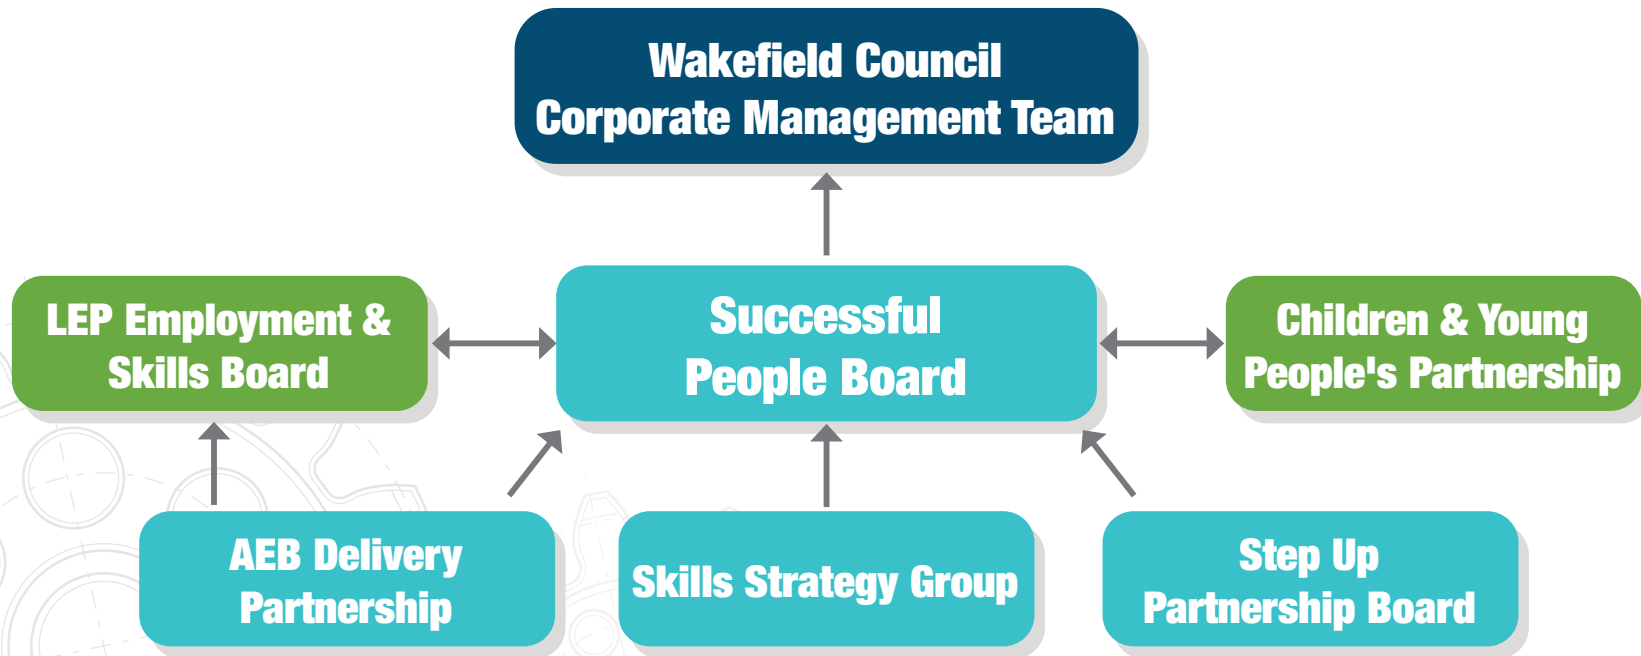 Wakefield Council
Corporate Management Team
LEP Employment &
Skills Board
Successful
People Board
Children & Young
People's Partnership
AEB Delivery
Partnership
Skills Strategy Group
Step Up
Partnership Board